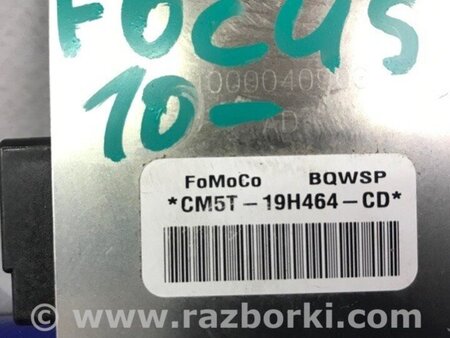 FOCUS
10-
FoMoCo BQWSP
*CM5T-19H464-CD*
www.razborki.com